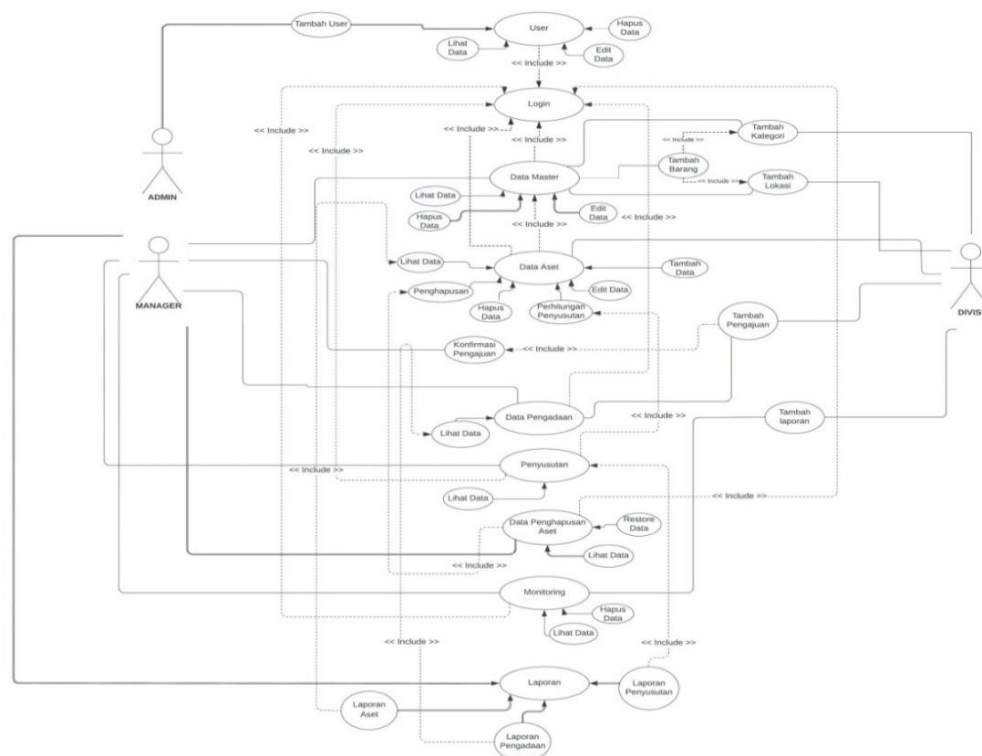 Tambah User
User
Hapus
Data
Lihat
Data
Edit
Data
<< Include >>
Login
<< Include >>
<< Include >>
<< Include >>
<< Include >>
ADMIN
Data Master
Tambah
Barang
<< Include >>
<< Include >>
Tambah
Kategori
Tambah
Lokasi
Lihat Data
Hapus
Data
Edit
Data
<< Include >>
<< Include >>
MANAGER
Lihat Data
Data Aset
Tambah
Data
Penghapusan
Hapus
Data
Perhitungan
Penyusutan
Edit Data
DIVISI
Konfirmasi
Pengajuan
<< Include >>
Tambah
Pengajuan
Data Pengadaan
Lihat Data
<< Include >>
Tambah
laporan
Penyusutan
<< Include >>
Lihat Data
<< Include >>
Data Penghapusan
Aset
Restore
Data
Lihat Data
<< Include >>
Monitoring
Hapus
Data
Lihat Data
<< Include >>
<< Include >>
Laporan
Laporan
Penyusutan
Laporan
Aset
Laporan
Pengadaan